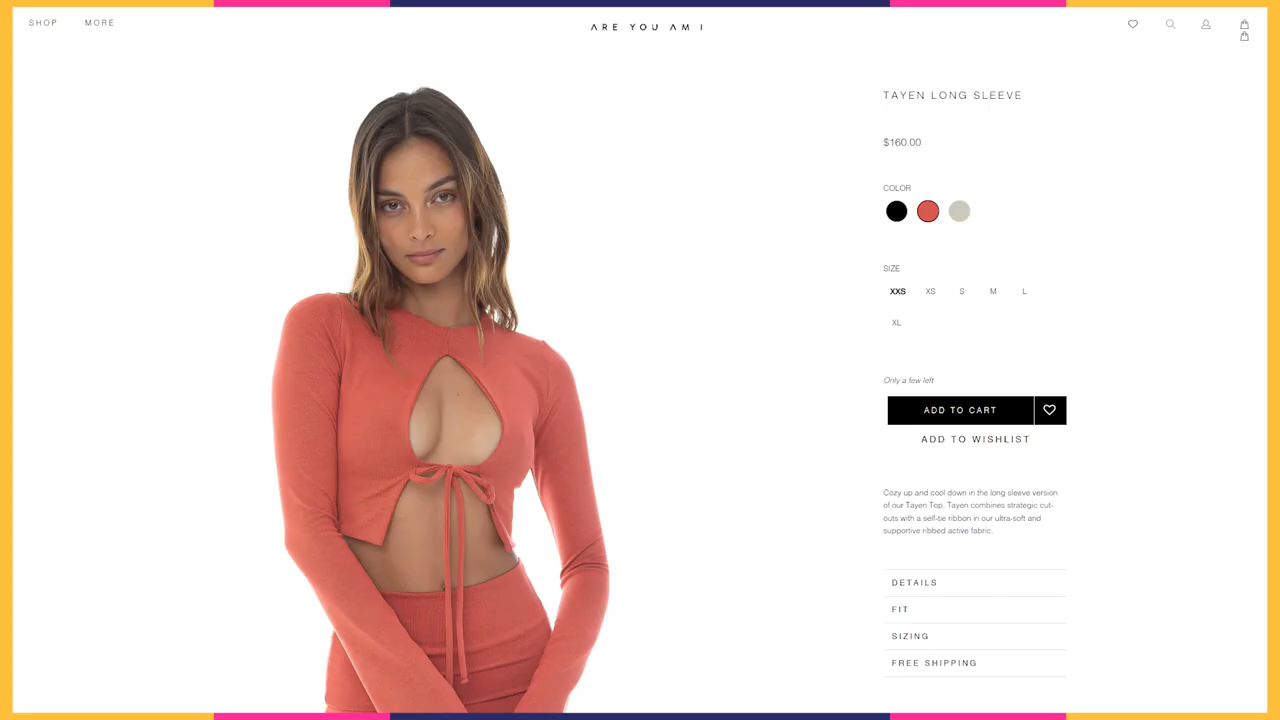 SHOP MORE
ARE YOU AM I
TAYEN LONG SLEEVE
$160.00
COLOR
SIZE
XXS XS S M L
XL
Only a few left
ADD TO CART
ADD TO WISHLIST
Cozy up and cool down in the long sleeve version
of our Tayen Top. Tayen combines strategic cut-
outs with a self-tie ribbon in our ultra-soft and
supportive ribbed active fabric.
DETAILS
FIT
SIZING
FREE SHIPPING